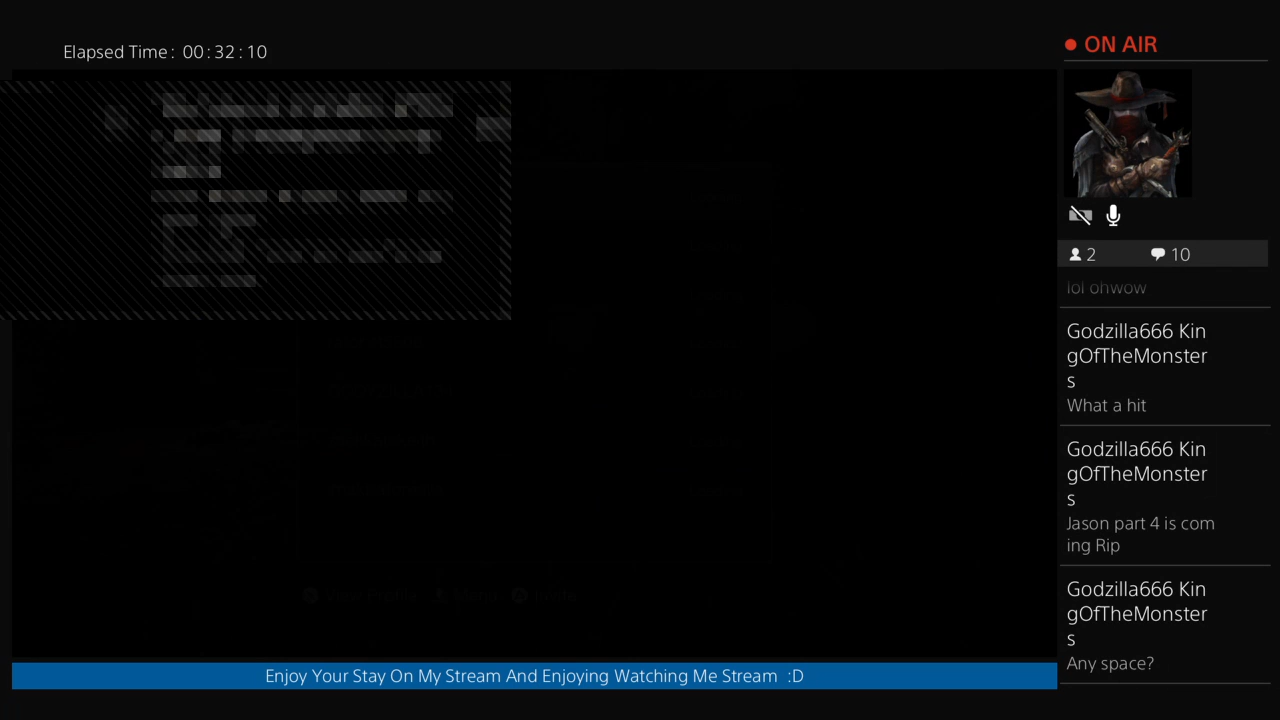 Elapsed Time: 00:32:10
ON AIR
2 10
lol ohwow
Godzilla666 Kin
gOfTheMonster
s
What a hit
Godzilla666 Kin
gOfTheMonster
s
Jason part 4 is com
ing Rip
Godzilla666 Kin
gOfTheMonster
s
Any space?
Enjoy Your Stay On My Stream And Enjoying Watching Me Stream :D